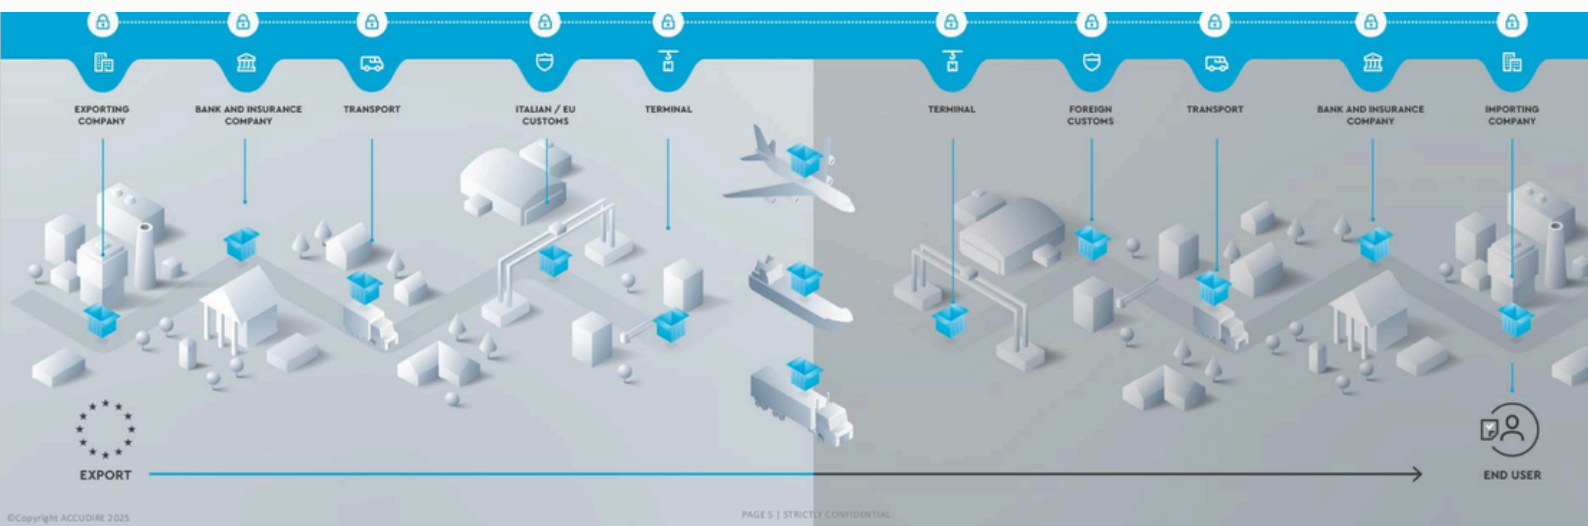 EXPORTING
COMPANY
BANK AND INSURANCE
COMPANY
TRANSPORT
ITALIAN / EU
CUSTOMS
TERMINAL
TERMINAL
FOREIGN
CUSTOMS
TRANSPORT
BANK AND INSURANCE
COMPANY
IMPORTING
COMPANY
EXPORT
END USER
©Copyright ACCUDIRE 2025
PAGE 5 | STRICTLY CONFIDENTIAL